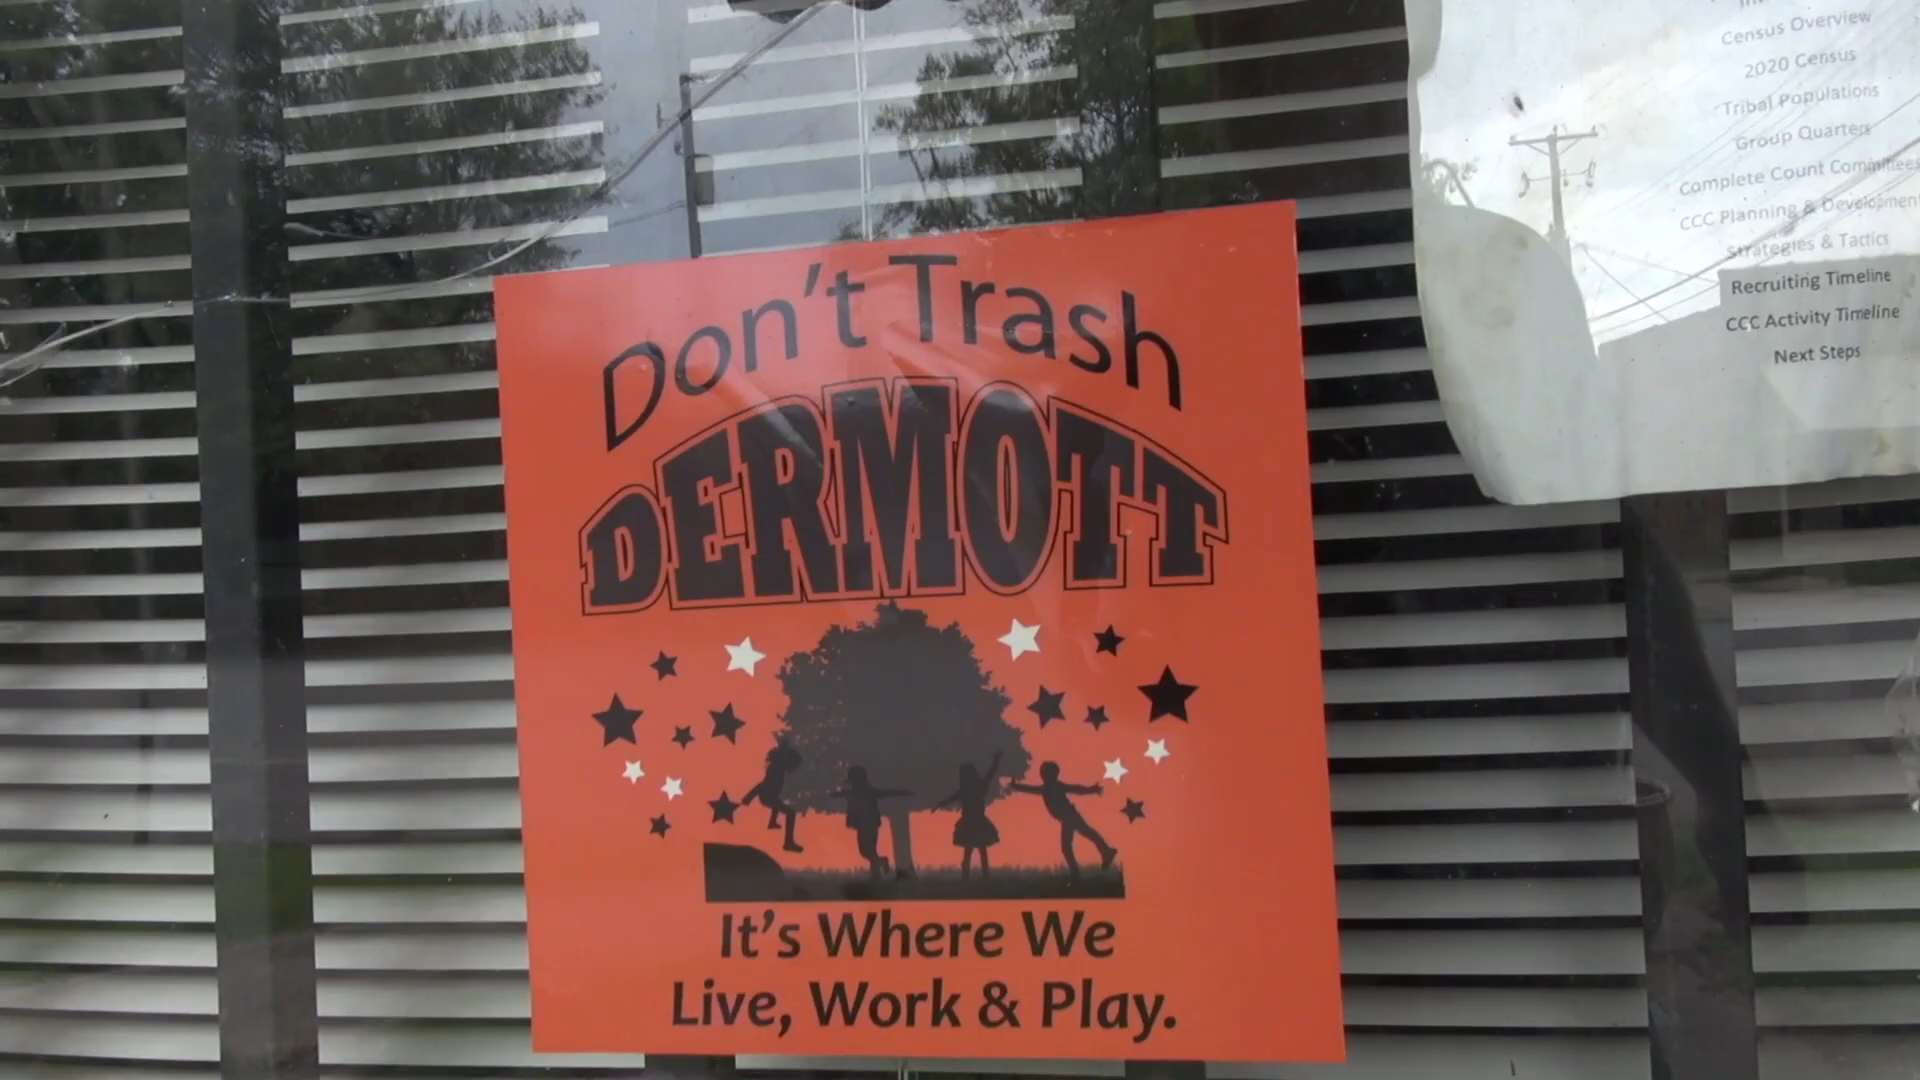 Don't Trash
DERMOTT
It's Where We
Live, Work & Play.
Census Overview
2020 Census
Tribal Populations
Group Quarters
Complete Count Committees
CCC Planning & Development
Strategies & Tactics
Recruiting Timeline
CCC Activity Timeline
Next Steps